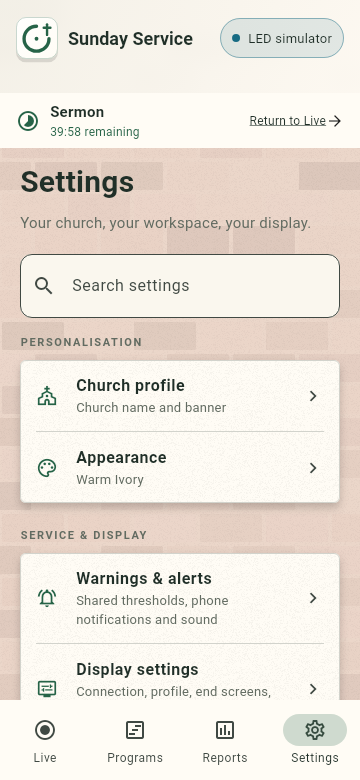 Sunday Service
LED simulator
Sermon
39:58 remaining
Return to Live
Settings
Your church, your workspace, your display.
Search settings
PERSONALISATION
Church profile
Church name and banner
Appearance
Warm Ivory
SERVICE & DISPLAY
Warnings & alerts
Shared thresholds, phone
notifications and sound
Display settings
Connection, profile, end screens,
Live
Programs
Reports
Settings